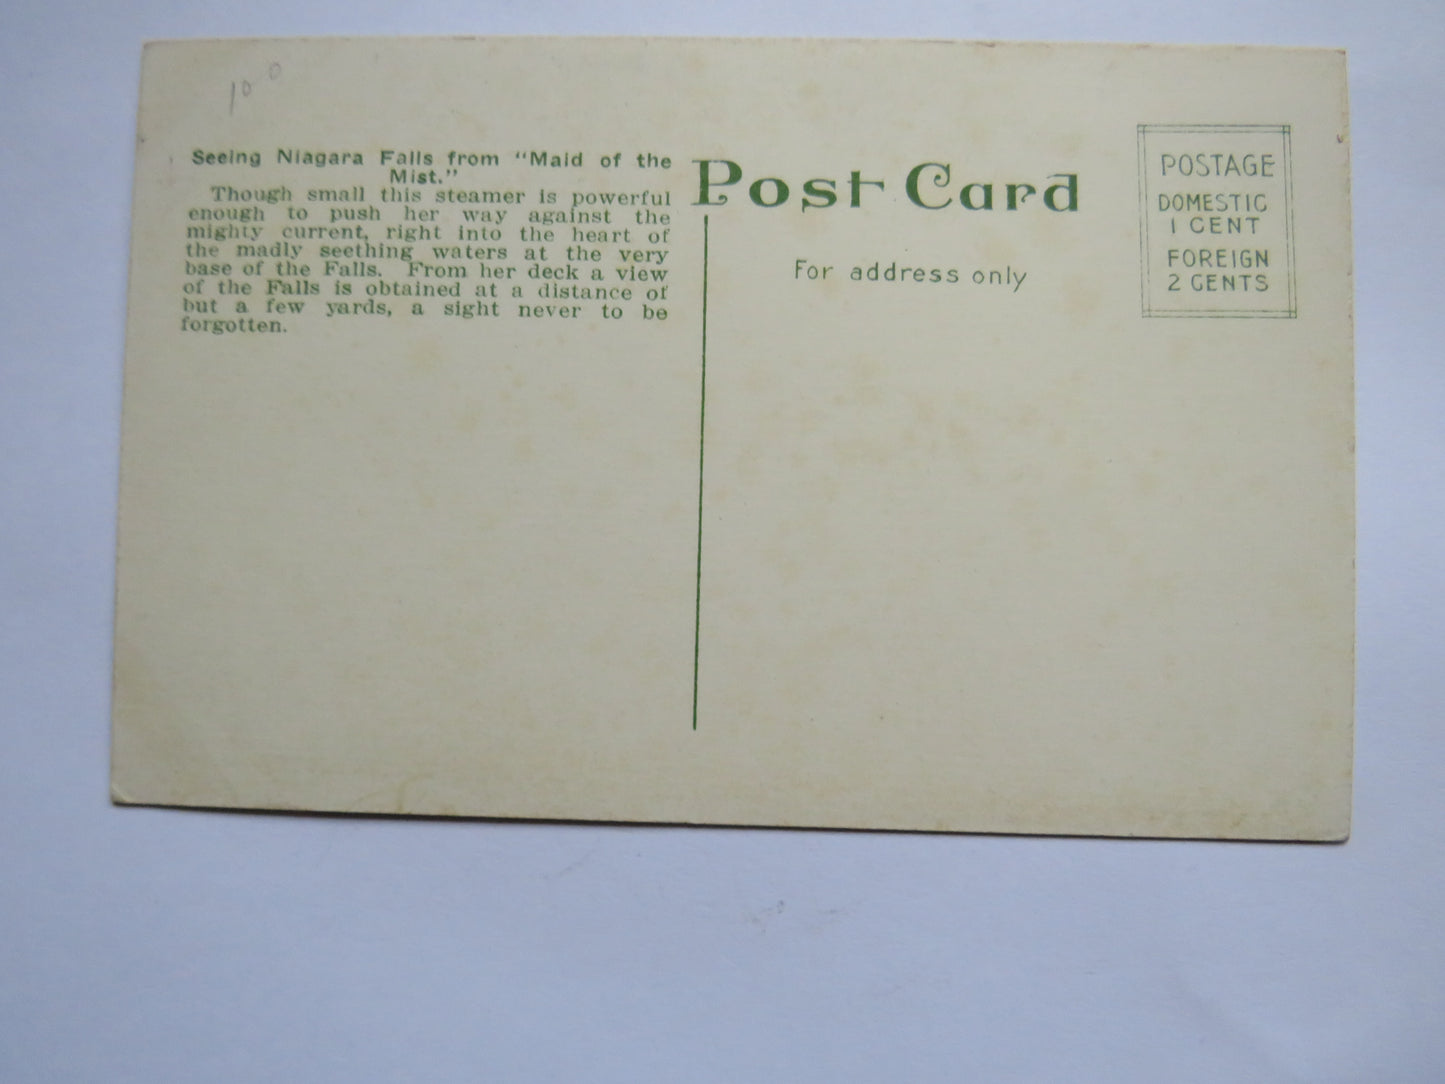 10 0
Seeing Niagara Falls from "Maid of the
Mist."
Though small this steamer is powerful
enough to push her way against the
mighty current, right into the heart of
the madly seething waters at the very
base of the Falls. From her deck a view
of the Falls is obtained at a distance of
but a few yards, a sight never to be
forgotten.
Post Card
For address only
POSTAGE
DOMESTIC
1 CENT
FOREIGN
2 CENTS